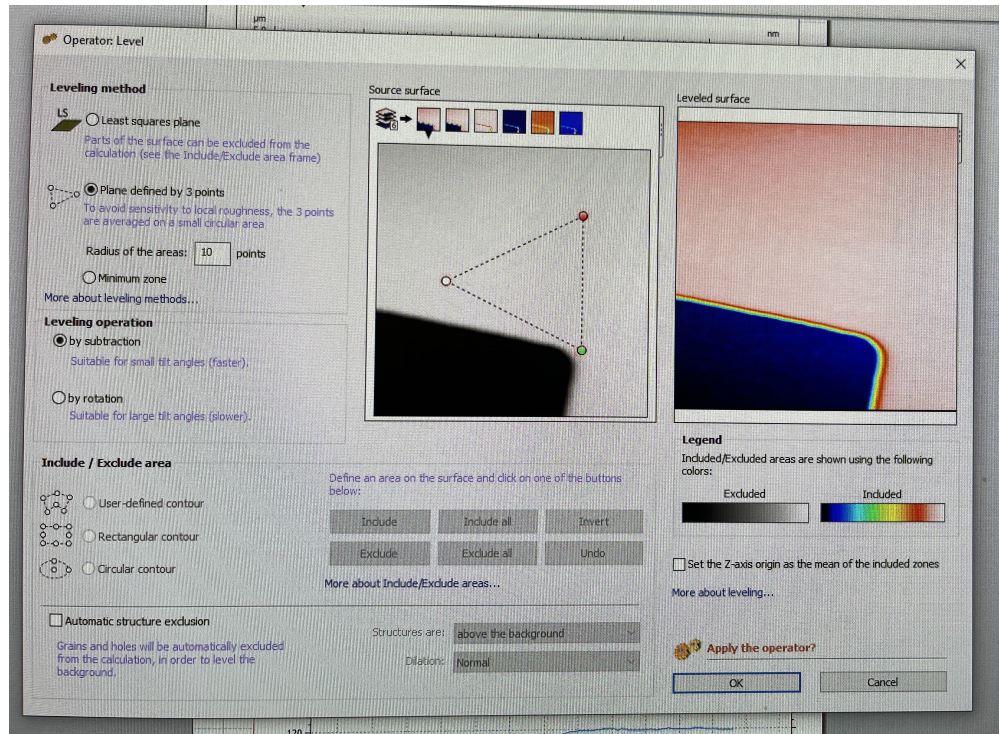 µm
nm
Operator: Level
Leveling method
LS
Least squares plane
Parts of the surface can be excluded from the
calculation (see the Include/Exclude area frame)
Plane defined by 3 points
To avoid sensitivity to local roughness, the 3 points
are averaged on a small circular area
Radius of the areas: 10 points
Minimum zone
More about leveling methods...
Leveling operation
by subtraction
Suitable for small tilt angles (faster).
by rotation
Suitable for large tilt angles (slower).
Source surface
6
Leveled surface
Legend
Included/Excluded areas are shown using the following
colors:
Excluded Included
Include / Exclude area
User-defined contour
Rectangular contour
Circular contour
Define an area on the surface and click on one of the buttons
below:
Include Include all Invert
Exclude Exclude all Undo
More about Include/Exclude areas...
Set the Z-axis origin as the mean of the included zones
More about leveling...
Automatic structure exclusion
Grains and holes will be automatically excluded
from the calculation, in order to level the
background.
Structures are: above the background
Dilation: Normal
Apply the operator?
OK Cancel
120